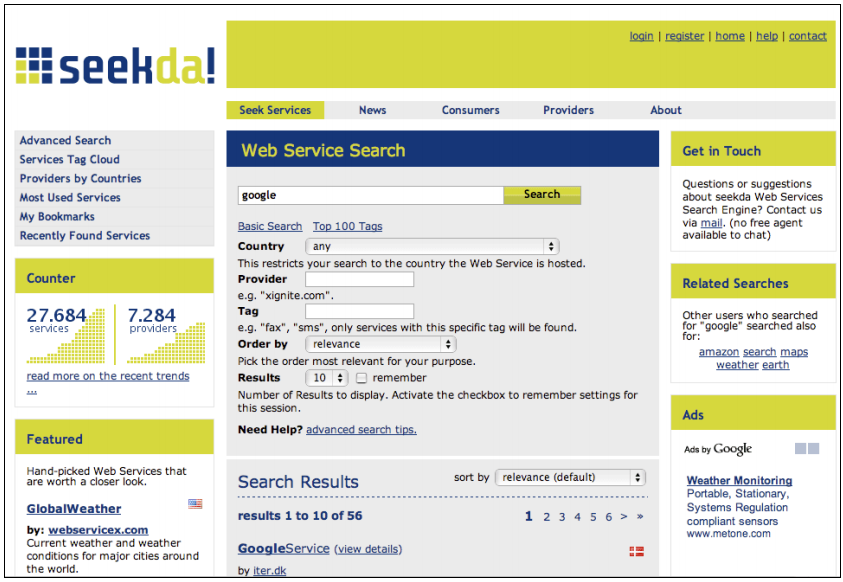 seekda!
login | register | home | help | contact
Seek Services News Consumers Providers About
Advanced Search
Services Tag Cloud
Providers by Countries
Most Used Services
My Bookmarks
Recently Found Services
Counter
27.684 services
7.284 providers
read more on the recent trends
...
Featured
Hand-picked Web Services that
are worth a closer look.
GlobalWeather
by: webservicex.com
Current weather and weather
conditions for major cities around
the world.
Web Service Search
google Search
Basic Search Top 100 Tags
Country any
This restricts your search to the country the Web Service is hosted.
Provider
e.g. "xignite.com".
Tag
e.g. "fax", "sms", only services with this specific tag will be found.
Order by relevance
Pick the order most relevant for your purpose.
Results 10 remember
Number of Results to display. Activate the checkbox to remember settings for
this session.
Need Help? advanced search tips.
Search Results sort by relevance (default)
results 1 to 10 of 56 1 2 3 4 5 6 > »
GoogleService (view details)
by iter.dk
Get in Touch
Questions or suggestions
about seekda Web Services
Search Engine? Contact us
via mail. (no free agent
available to chat)
Related Searches
Other users who searched
for "google" searched also
for:
amazon search maps
weather earth
Ads
Ads by Google
Weather Monitoring
Portable, Stationary,
Systems Regulation
compliant sensors
www.metone.com